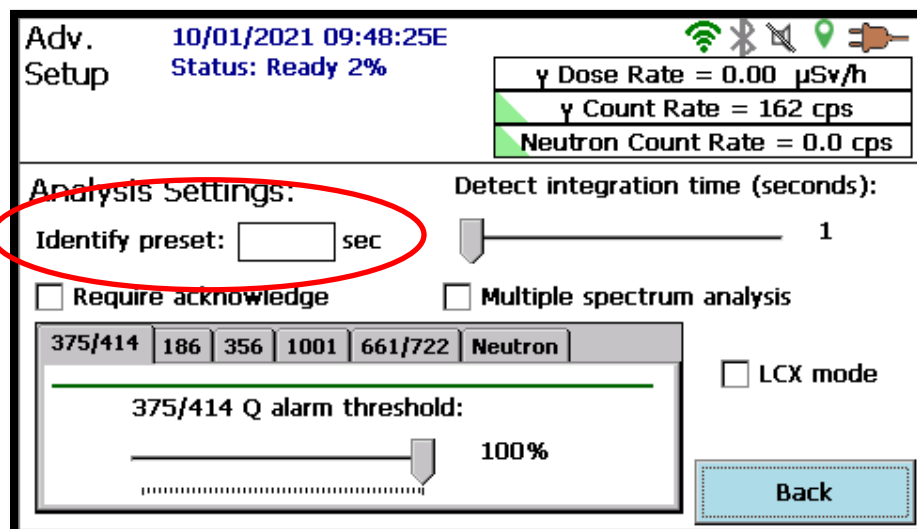 Adv. Setup
10/01/2021 09:48:25E
Status: Ready 2%
γ Dose Rate = 0.00 µSv/h
γ Count Rate = 162 cps
Neutron Count Rate = 0.0 cps
Analysis Settings:
Identify preset: sec
Detect integration time (seconds):
1
Require acknowledge
Multiple spectrum analysis
375/414 186 356 1001 661/722 Neutron
375/414 Q alarm threshold:
100%
LCX mode
Back